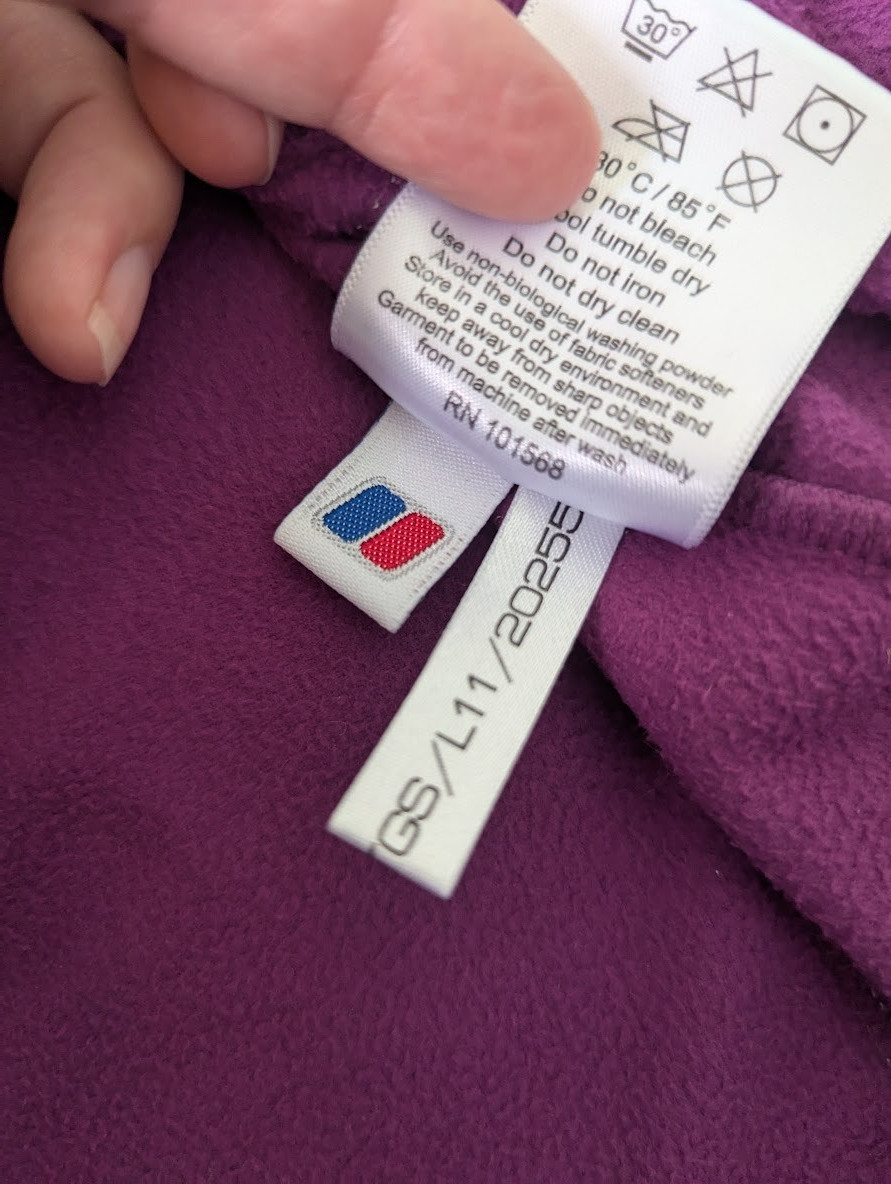 30°
30°C / 85°F
not bleach
tumble dry
Do not iron
Do not dry clean
Use non-biological washing powder
Avoid the use of fabric softeners
Store in a cool dry environment and
keep away from sharp objects
Garment to be removed immediately
from machine after wash
RN 101568
GS/L11/20255